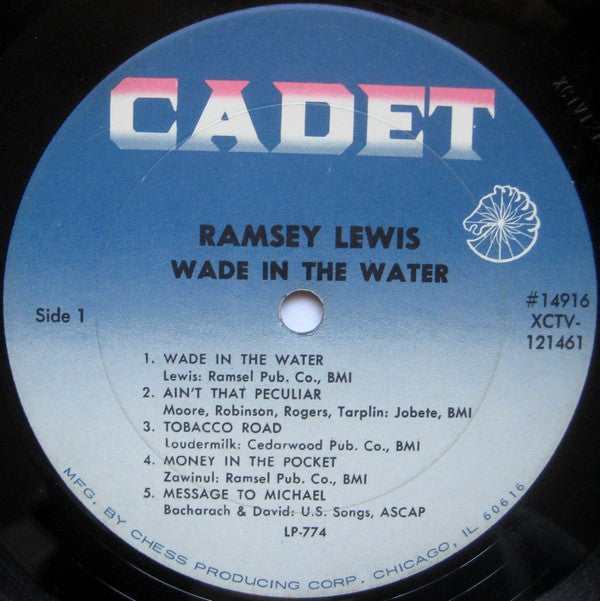 CADET
RAMSEY LEWIS
WADE IN THE WATER
Side 1
#14916
XCTV-
121461
1. WADE IN THE WATER
Lewis: Ramsel Pub. Co., BMI
2. AIN'T THAT PECULIAR
Moore, Robinson, Rogers, Tarplin: Jobete, BMI
3. TOBACCO ROAD
Loudermilk: Cedarwood Pub. Co., BMI
4. MONEY IN THE POCKET
Zawinul: Ramsel Pub. Co., BMI
5. MESSAGE TO MICHAEL
Bacharach & David: U.S. Songs, ASCAP
LP-774
MFG. BY CHESS PRODUCING CORP. CHICAGO, IL 60616